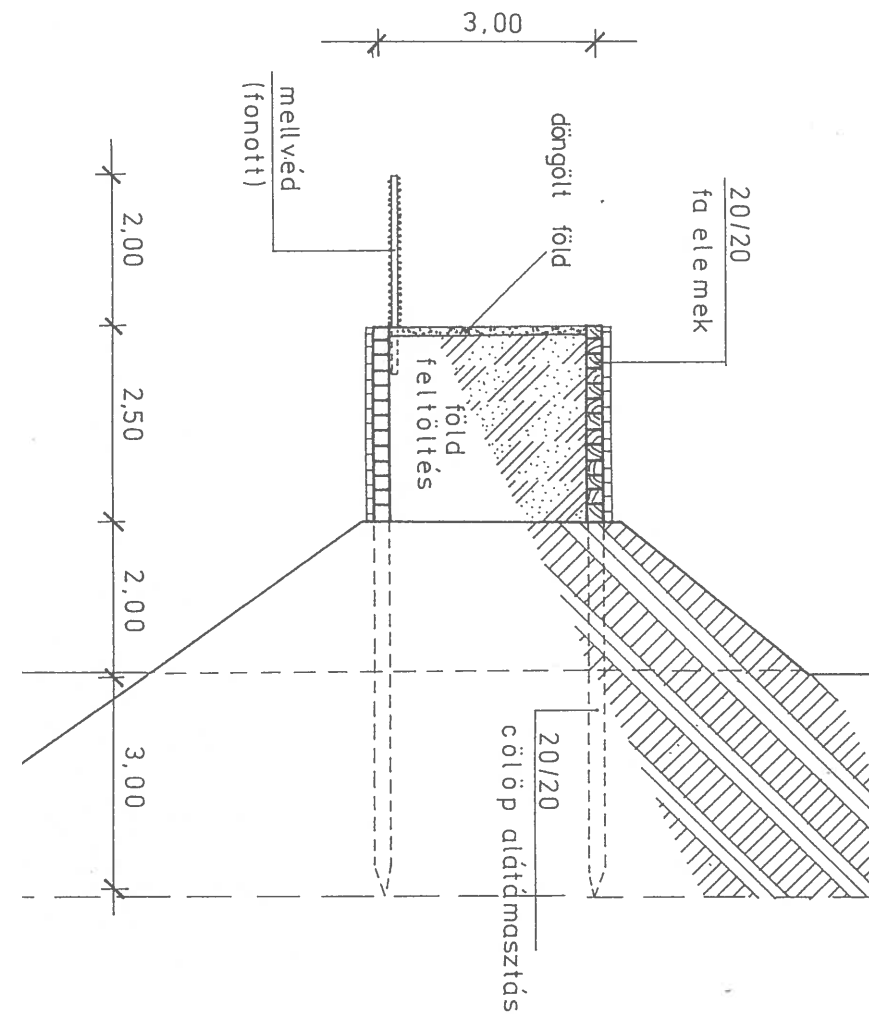 3,00
mellvéd
(fonott)
döngölt föld
20/20
fa elemek
2,00
2,50
2,00
3,00
föld
feltöltés
20/20
cölöp alátámasztás